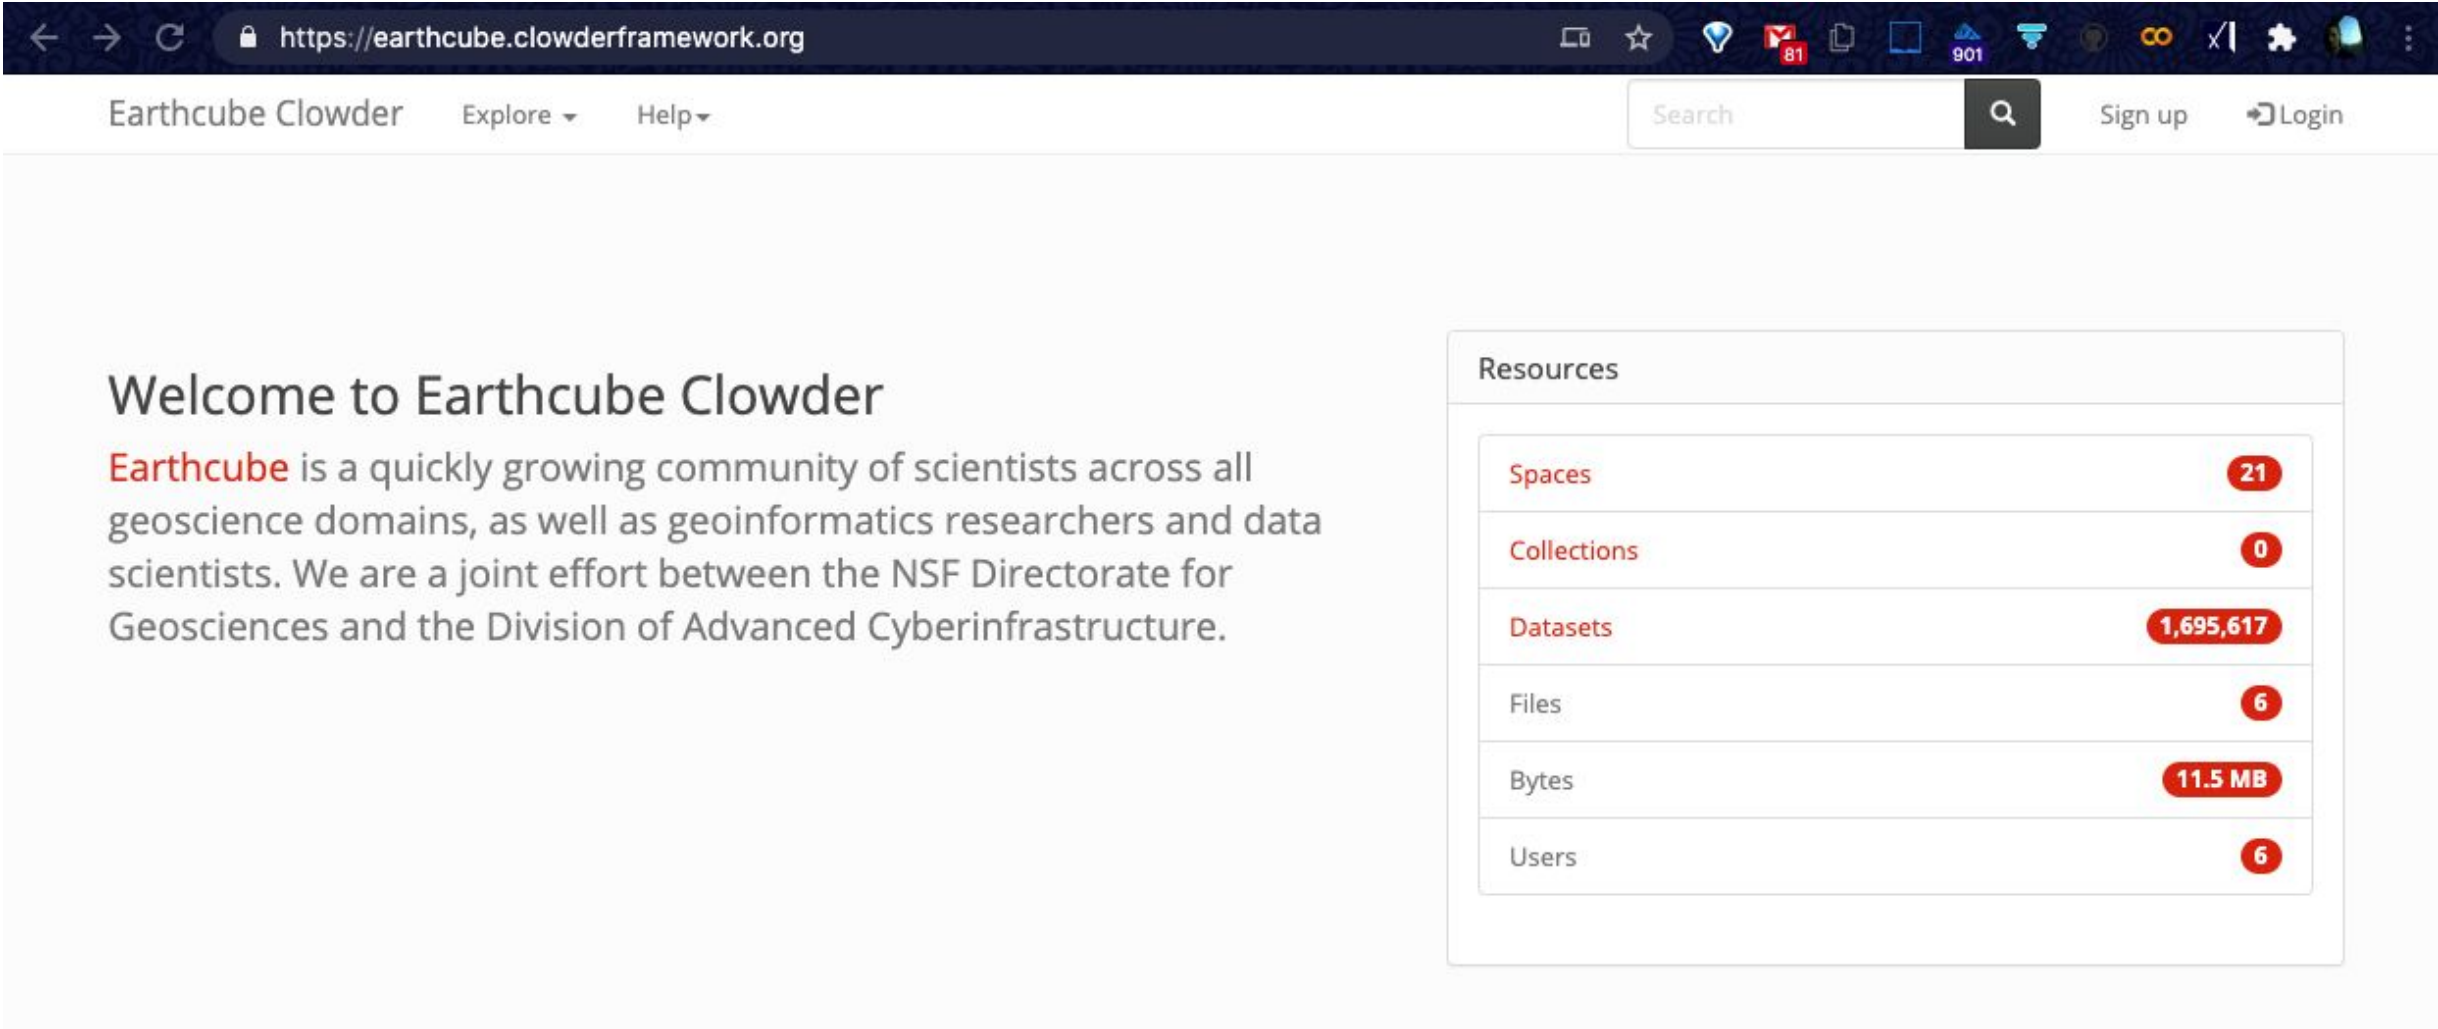 https://earthcube.clowderframework.org
81
901
Earthcube Clowder Explore Help Search Sign up Login
Welcome to Earthcube Clowder
Earthcube is a quickly growing community of scientists across all
geoscience domains, as well as geoinformatics researchers and data
scientists. We are a joint effort between the NSF Directorate for
Geosciences and the Division of Advanced Cyberinfrastructure.
Resources
Spaces 21
Collections 0
Datasets 1,695,617
Files 6
Bytes 11.5 MB
Users 6